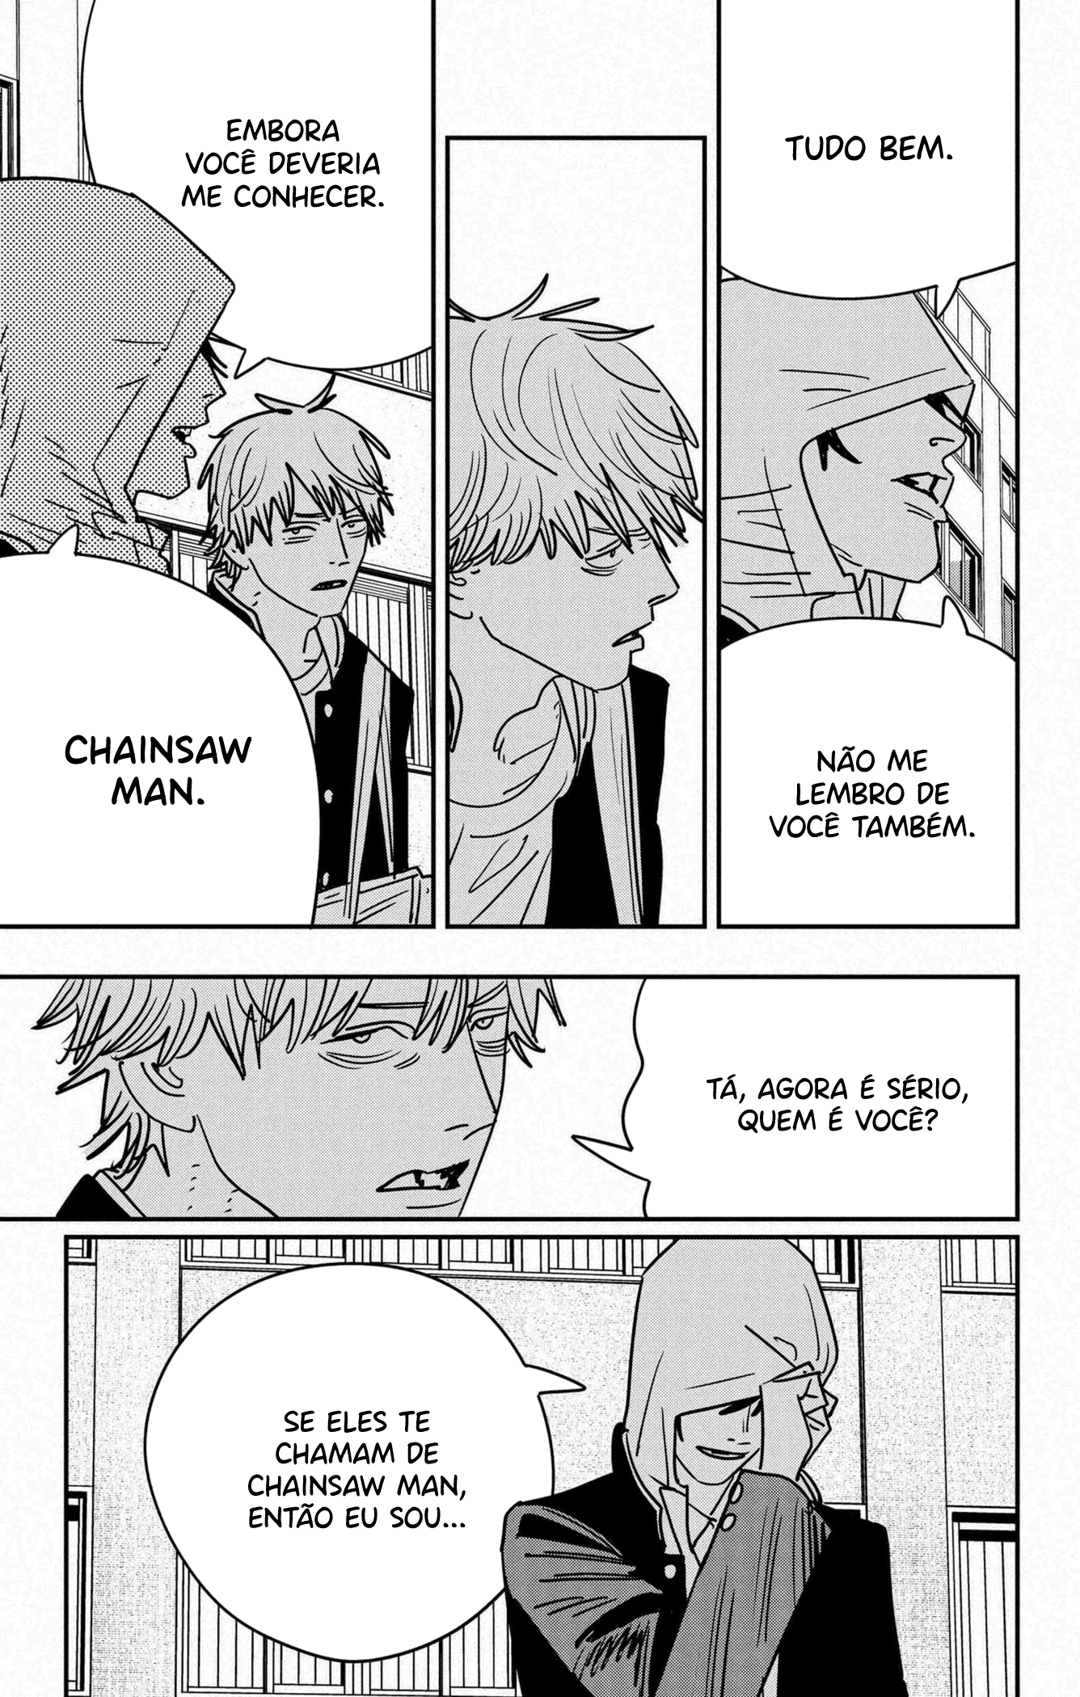 TUDO BEM.
NÃO ME
LEMBRO DE
VOCÊ TAMBÉM.
EMBORA
VOCÊ DEVERIA
ME CONHECER.
CHAINSAW
MAN.
TÁ, AGORA É SÉRIO,
QUEM É VOCÊ?
SE ELES TE
CHAMAM DE
CHAINSAW MAN,
ENTÃO EU SOU...